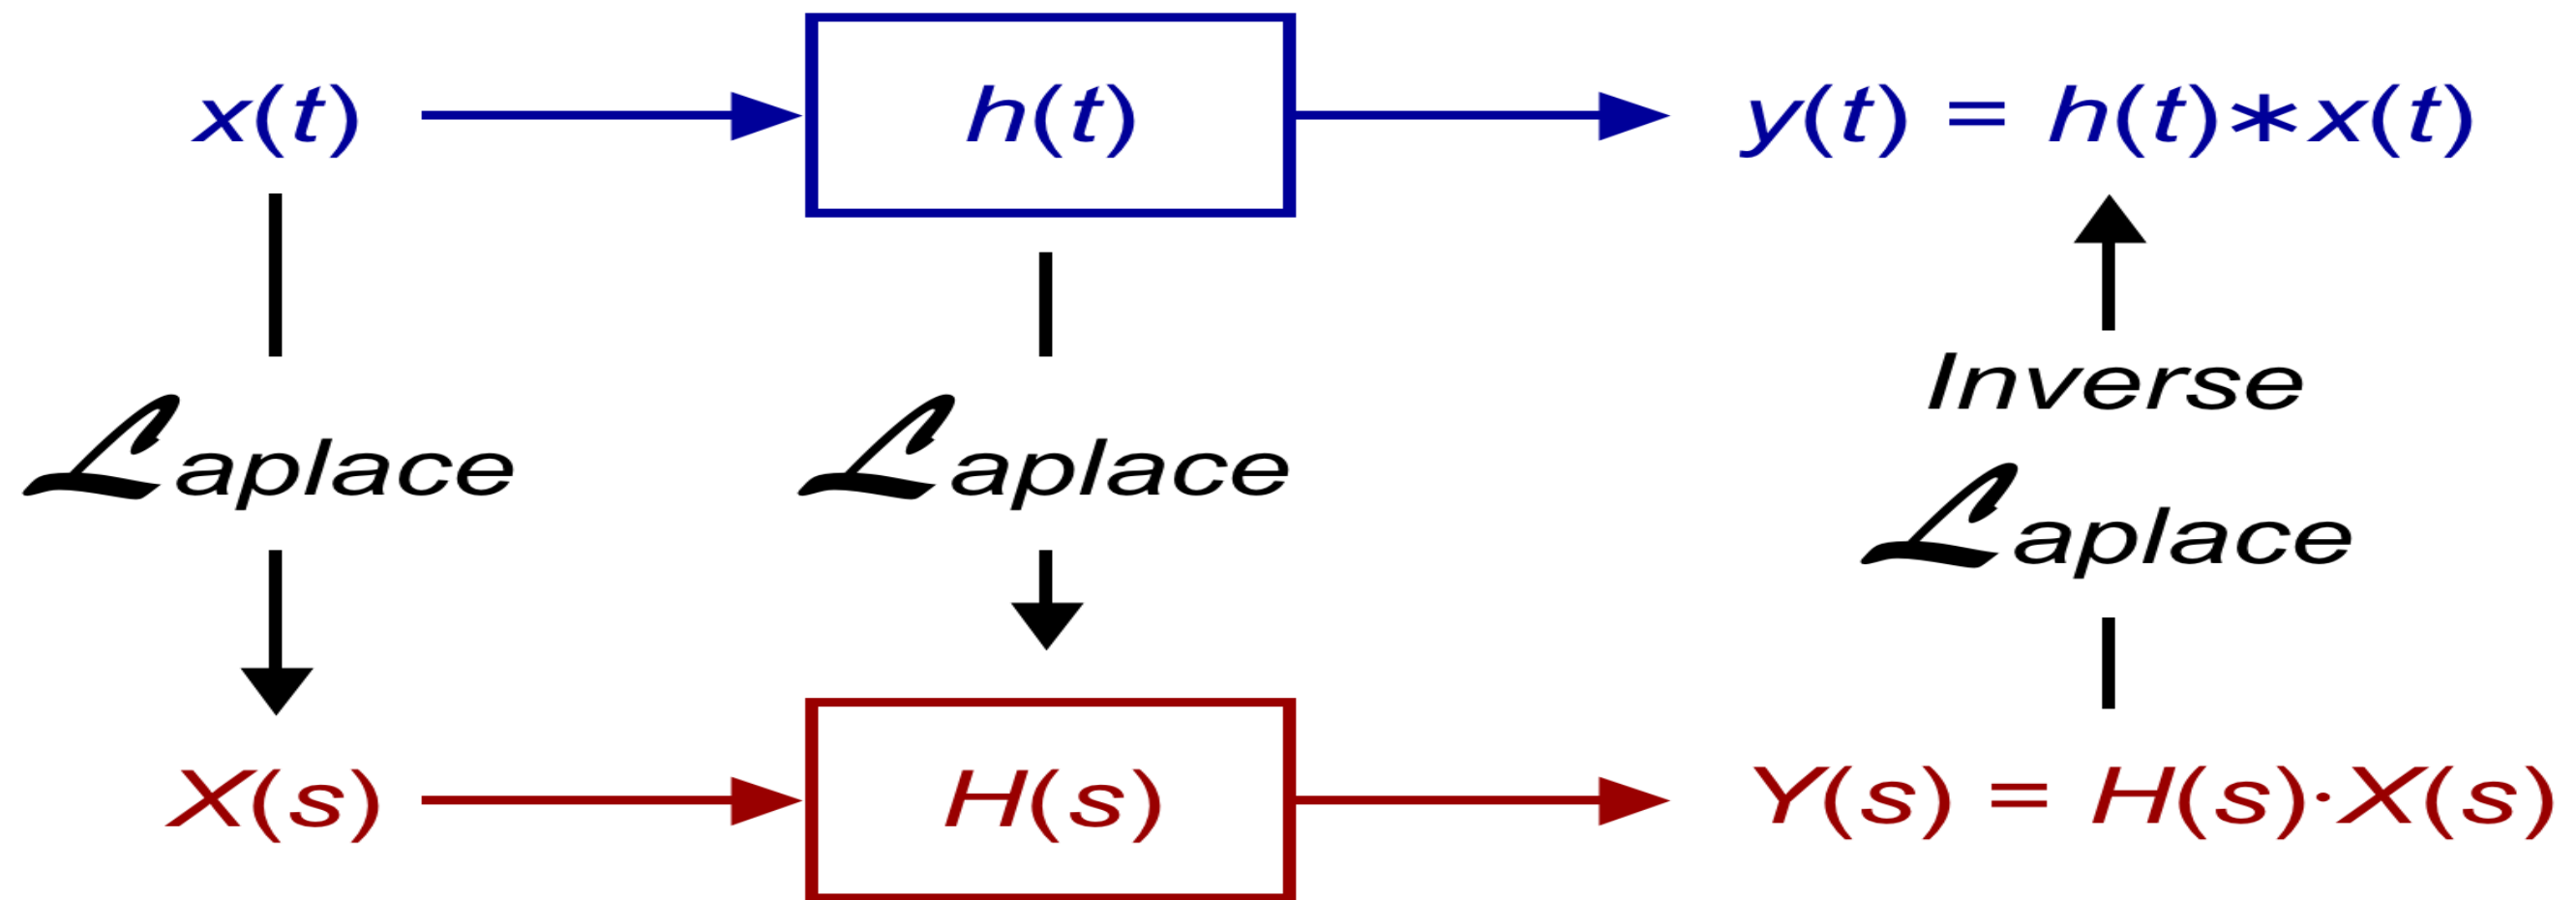 x(t) h(t) y(t) = h(t)∗x(t)
Laplace Laplace Inverse
Laplace
X(s) H(s) Y(s) = H(s)·X(s)